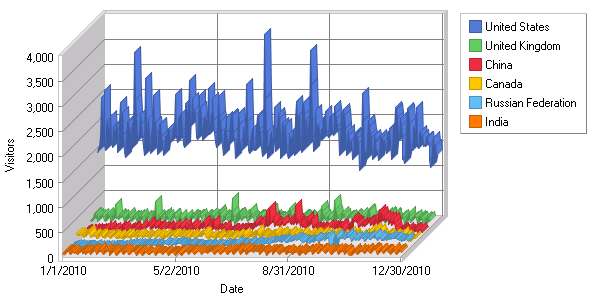 4,000
3,500
3,000
2,500
2,000
1,500
1,000
500
0
Visitors
1/1/2010 5/2/2010 8/31/2010 12/30/2010
Date
United States
United Kingdom
China
Canada
Russian Federation
India